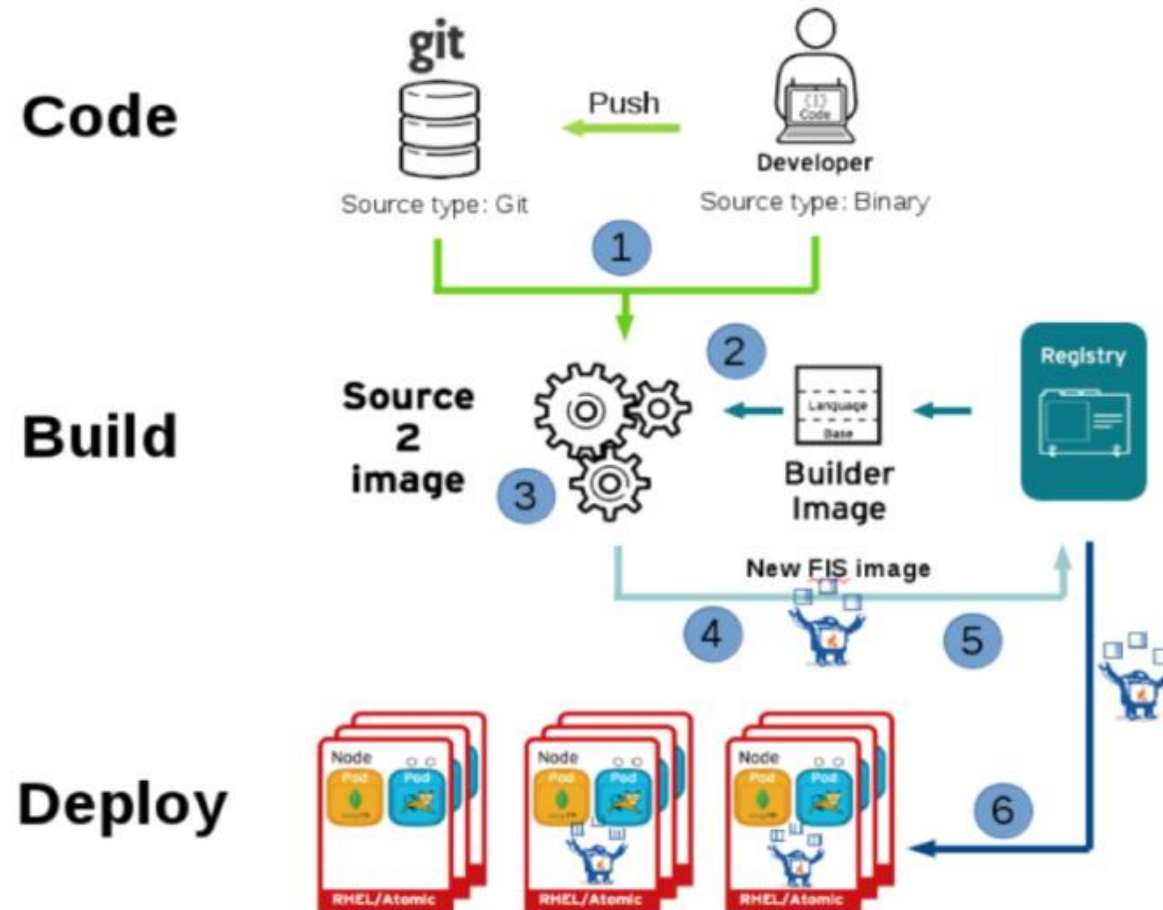 git
Code
Push
{|}
Code
Developer
Source type: Git
Source type: Binary
1
2
Registry
Source
2
image
Build
Language
Base
3
Builder
Image
New FIS image
4
5
Deploy
Node
Pod
Pod
RHEL/Atomic
Node
Pod
Pod
RHEL/Atomic
Node
Pod
Pod
RHEL/Atomic
6